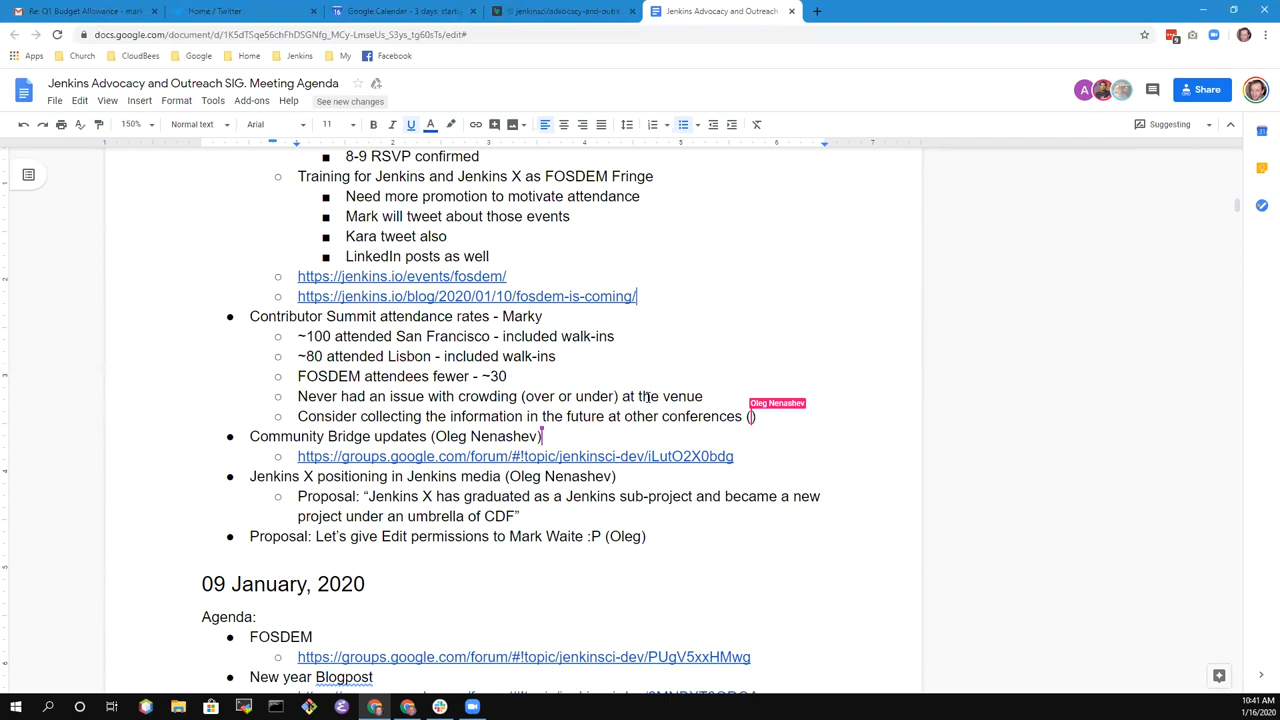 Re: Q1 Budget Allowance - mark
Home / Twitter
Google Calendar - 3 days: starti
jenkinsci/advocacy-and-outr
Jenkins Advocacy and Outreach
docs.google.com/document/d/1K5dTSqe56chFhDSGNfg_MCy-LmseUs_S3ys_tg60sTs/edit#
Apps
Church
CloudBees
Google
Home
Jenkins
My
Facebook
Jenkins Advocacy and Outreach SIG. Meeting Agenda
File Edit View Insert Format Tools Add-ons Help See new changes
A
Share
150% Normal text Arial 11 B I U A
Suggesting
1 1 2 3 4 5 6 7
■ 8-9 RSVP confirmed
○ Training for Jenkins and Jenkins X as FOSDEM Fringe
■ Need more promotion to motivate attendance
■ Mark will tweet about those events
■ Kara tweet also
■ LinkedIn posts as well
○ https://jenkins.io/events/fosdem/
○ https://jenkins.io/blog/2020/01/10/fosdem-is-coming/
● Contributor Summit attendance rates - Marky
○ ~100 attended San Francisco - included walk-ins
○ ~80 attended Lisbon - included walk-ins
○ FOSDEM attendees fewer - ~30
○ Never had an issue with crowding (over or under) at the venue
Oleg Nenashev
○ Consider collecting the information in the future at other conferences ()
● Community Bridge updates (Oleg Nenashev)
○ https://groups.google.com/forum/#!topic/jenkinsci-dev/iLutO2X0bdg
● Jenkins X positioning in Jenkins media (Oleg Nenashev)
○ Proposal: “Jenkins X has graduated as a Jenkins sub-project and became a new
project under an umbrella of CDF”
● Proposal: Let’s give Edit permissions to Mark Waite :P (Oleg)
09 January, 2020
Agenda:
● FOSDEM
○ https://groups.google.com/forum/#!topic/jenkinsci-dev/PUgV5xxHMwg
● New year Blogpost
10:41 AM
1/16/2020